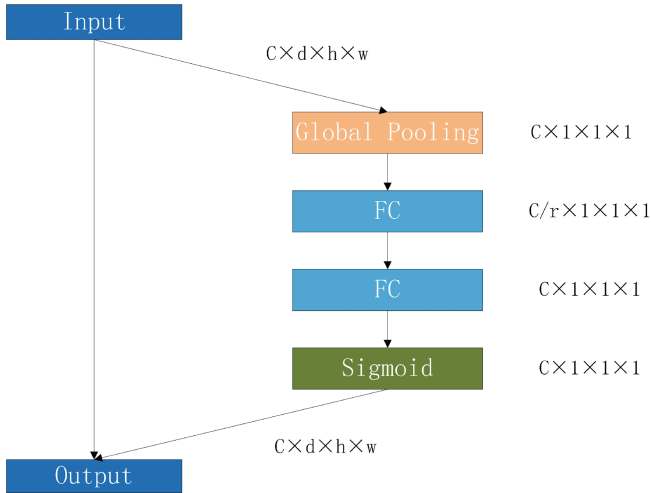 Input
C×d×h×w
Global Pooling
C×1×1×1
FC
C/r×1×1×1
FC
C×1×1×1
Sigmoid
C×1×1×1
C×d×h×w
Output